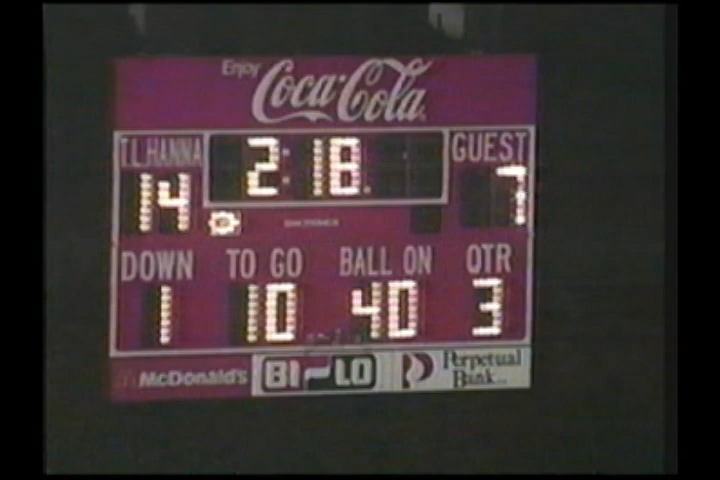 Enjoy
Coca-Cola
T.L.HANNA 2:18 GUEST
14 7
DOWN TO GO BALL ON QTR
1 10 40 3
McDonald's BI-LO Perpetual
Bank